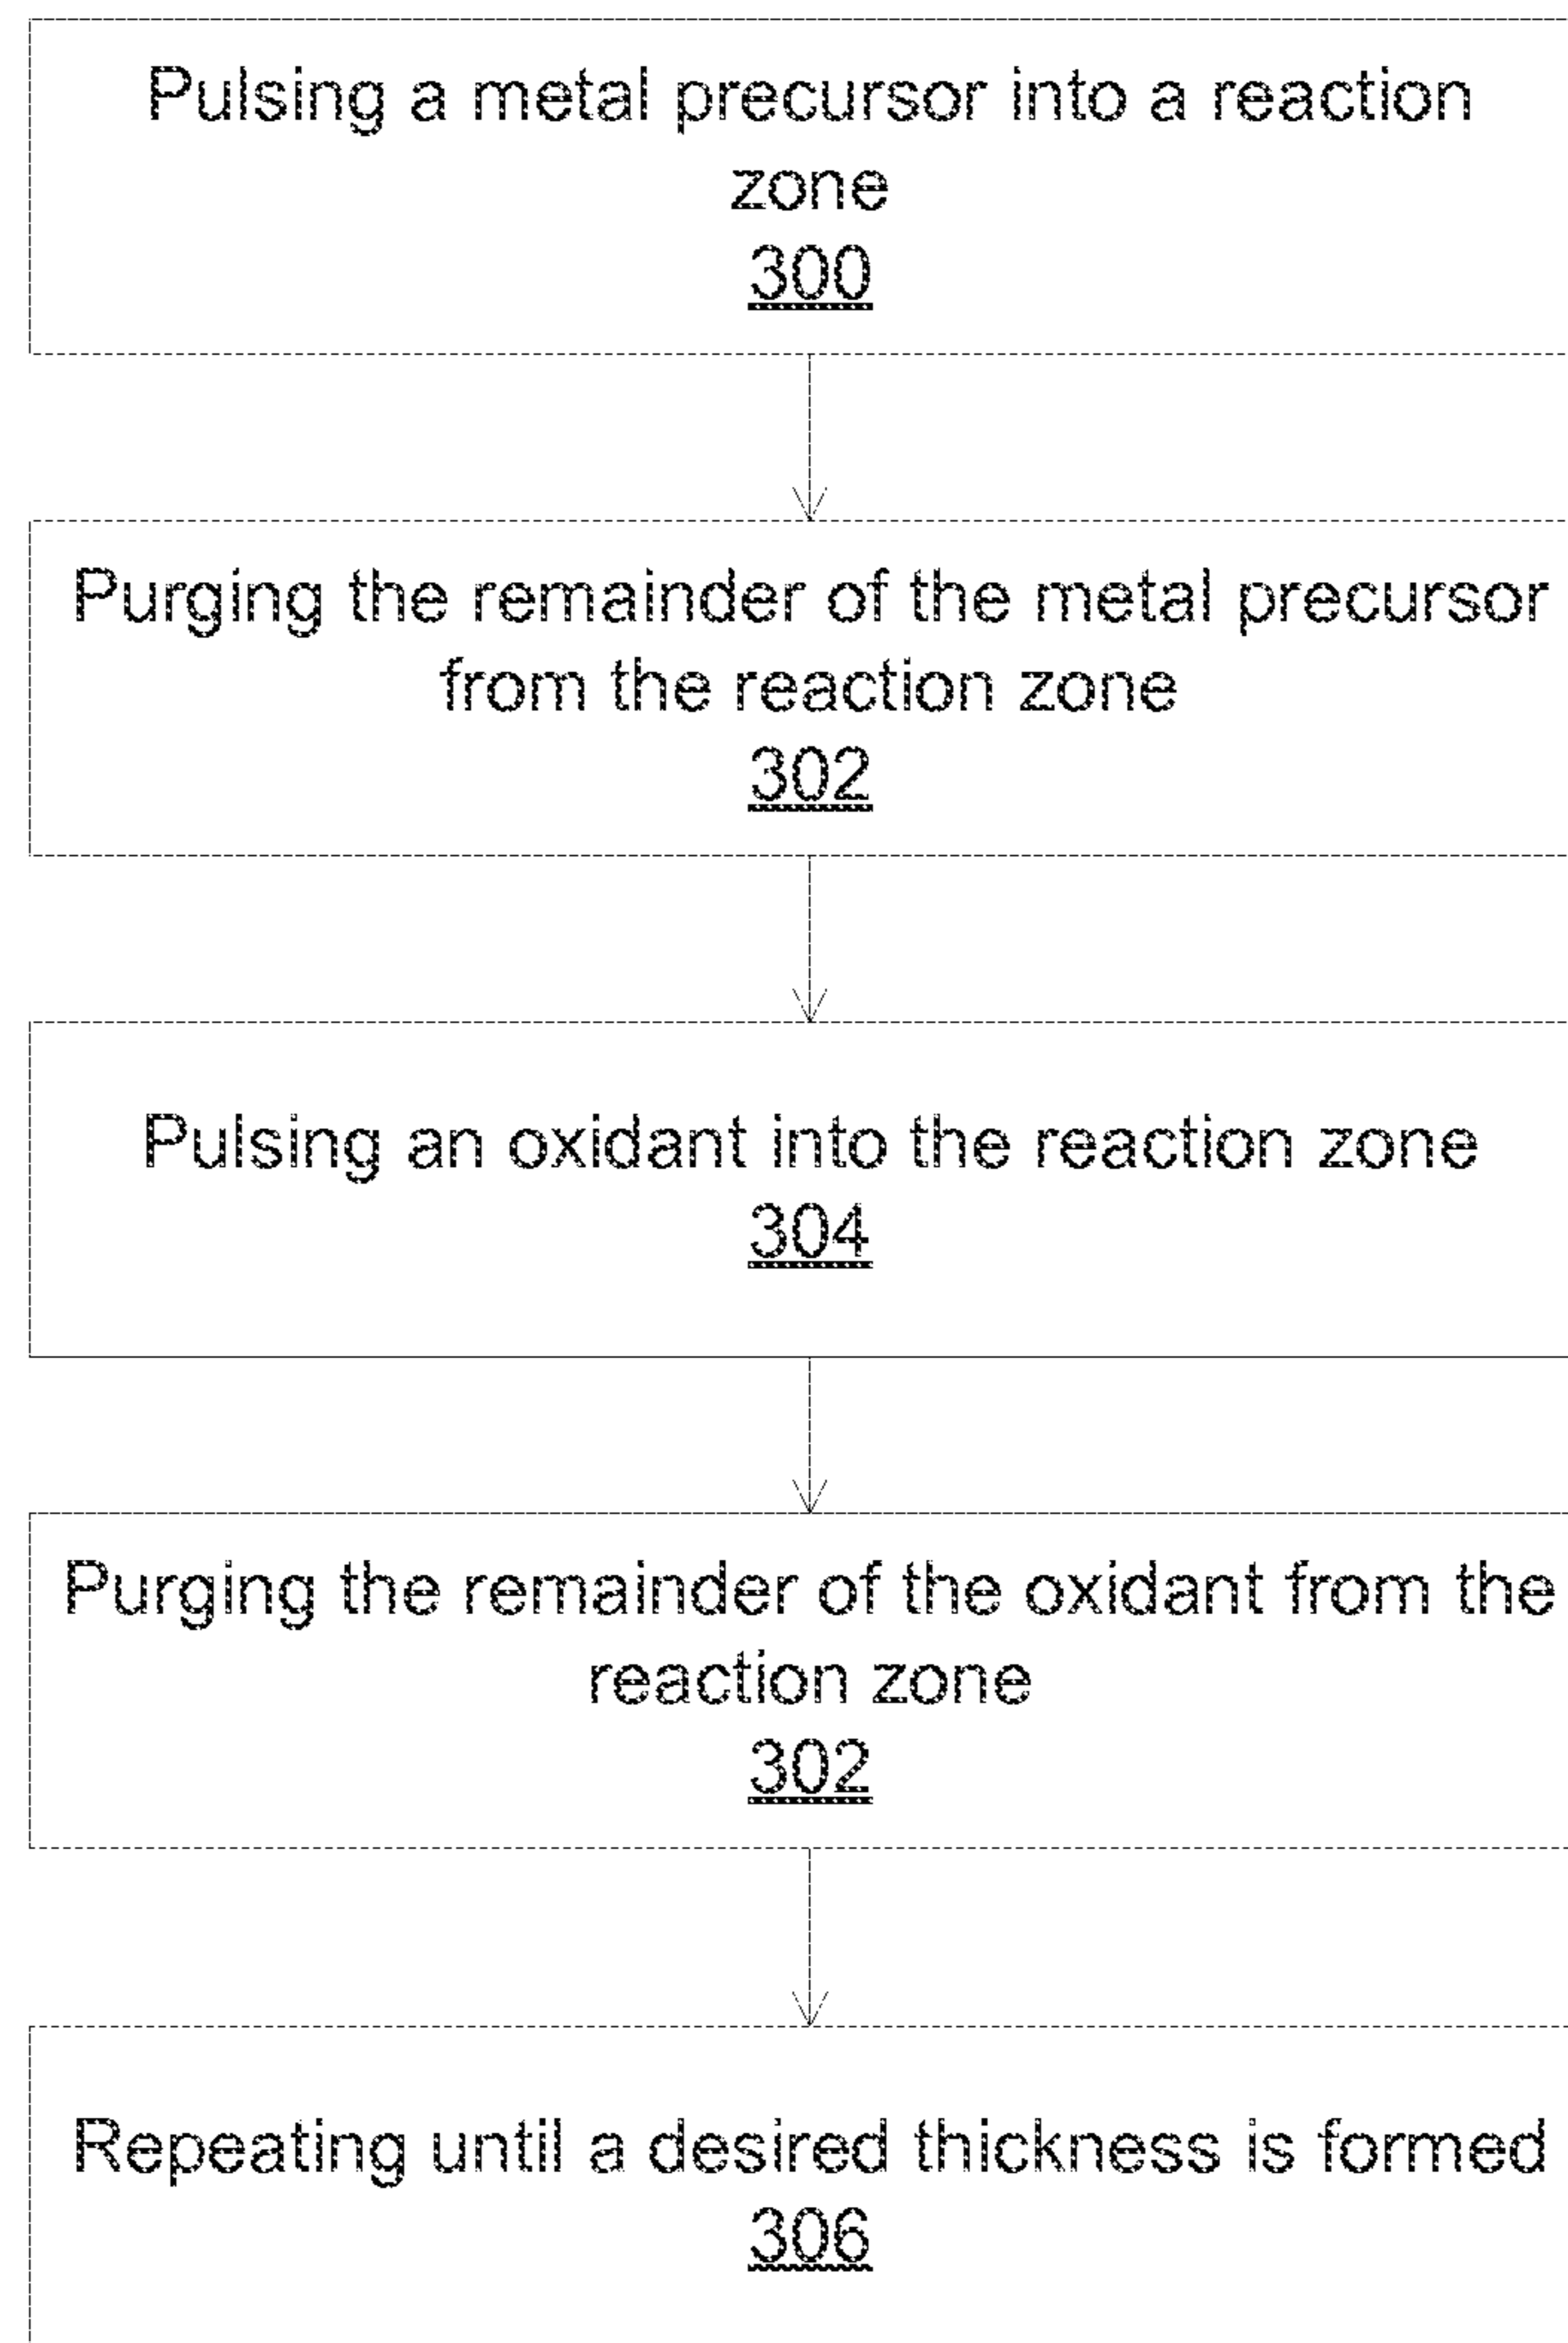 Pulsing a metal precursor into a reaction
zone
300
Purging the remainder of the metal precursor
from the reaction zone
302
Pulsing an oxidant into the reaction zone
304
Purging the remainder of the oxidant from the
reaction zone
302
Repeating until a desired thickness is formed
306